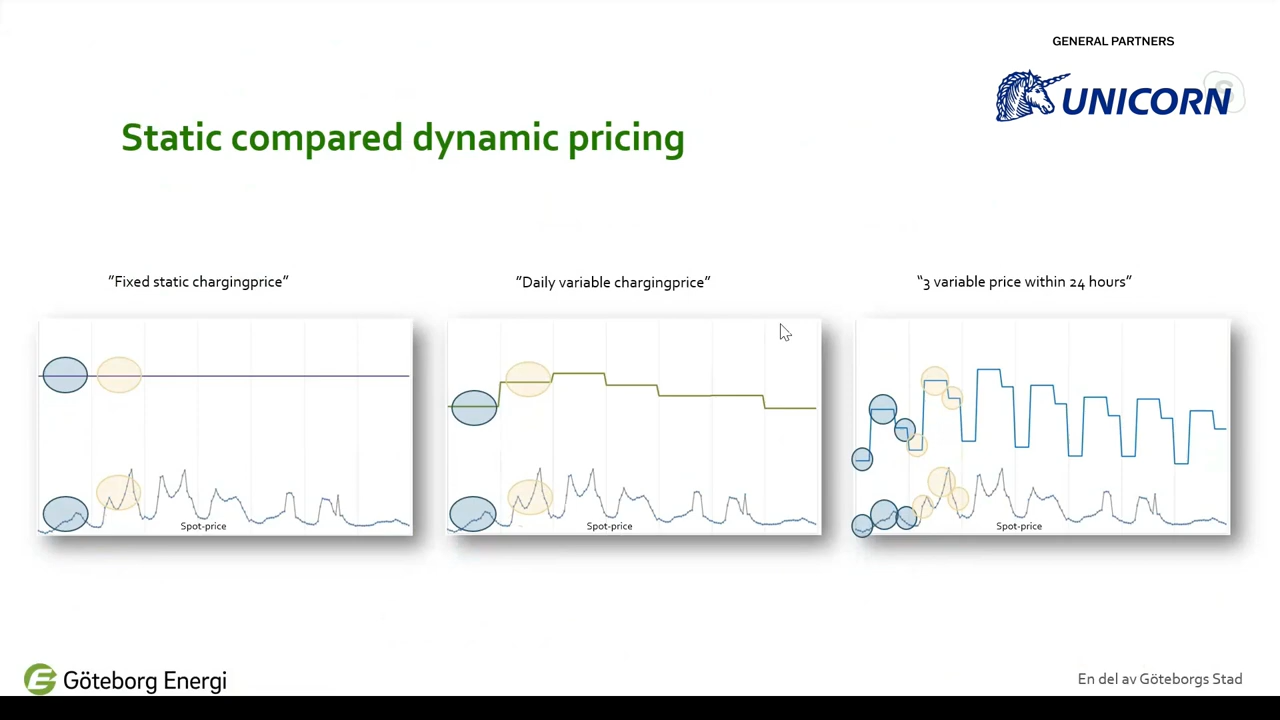 GENERAL PARTNERS
UNICORN
Static compared dynamic pricing
”Fixed static chargingprice”
”Daily variable chargingprice”
“3 variable price within 24 hours”
Spot-price
Spot-price
Spot-price
Göteborg Energi
En del av Göteborgs Stad